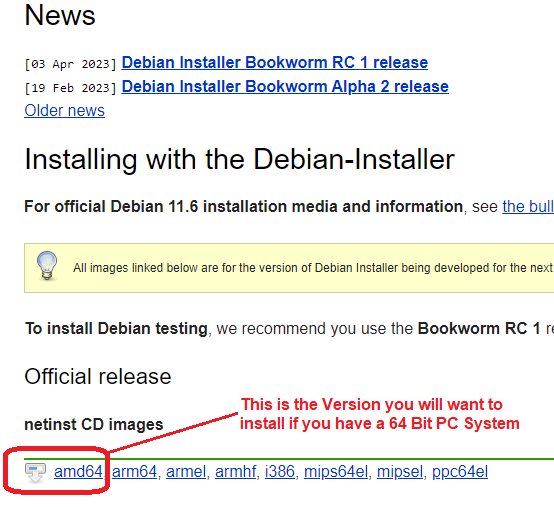 News
[03 Apr 2023] Debian Installer Bookworm RC 1 release
[19 Feb 2023] Debian Installer Bookworm Alpha 2 release
Older news
Installing with the Debian-Installer
For official Debian 11.6 installation media and information, see the bull
All images linked below are for the version of Debian Installer being developed for the next
To install Debian testing, we recommend you use the Bookworm RC 1 re
Official release
This is the Version you will want to
install if you have a 64 Bit PC System
netinst CD images
amd64, arm64, armel, armhf, i386, mips64el, mipsel, ppc64el